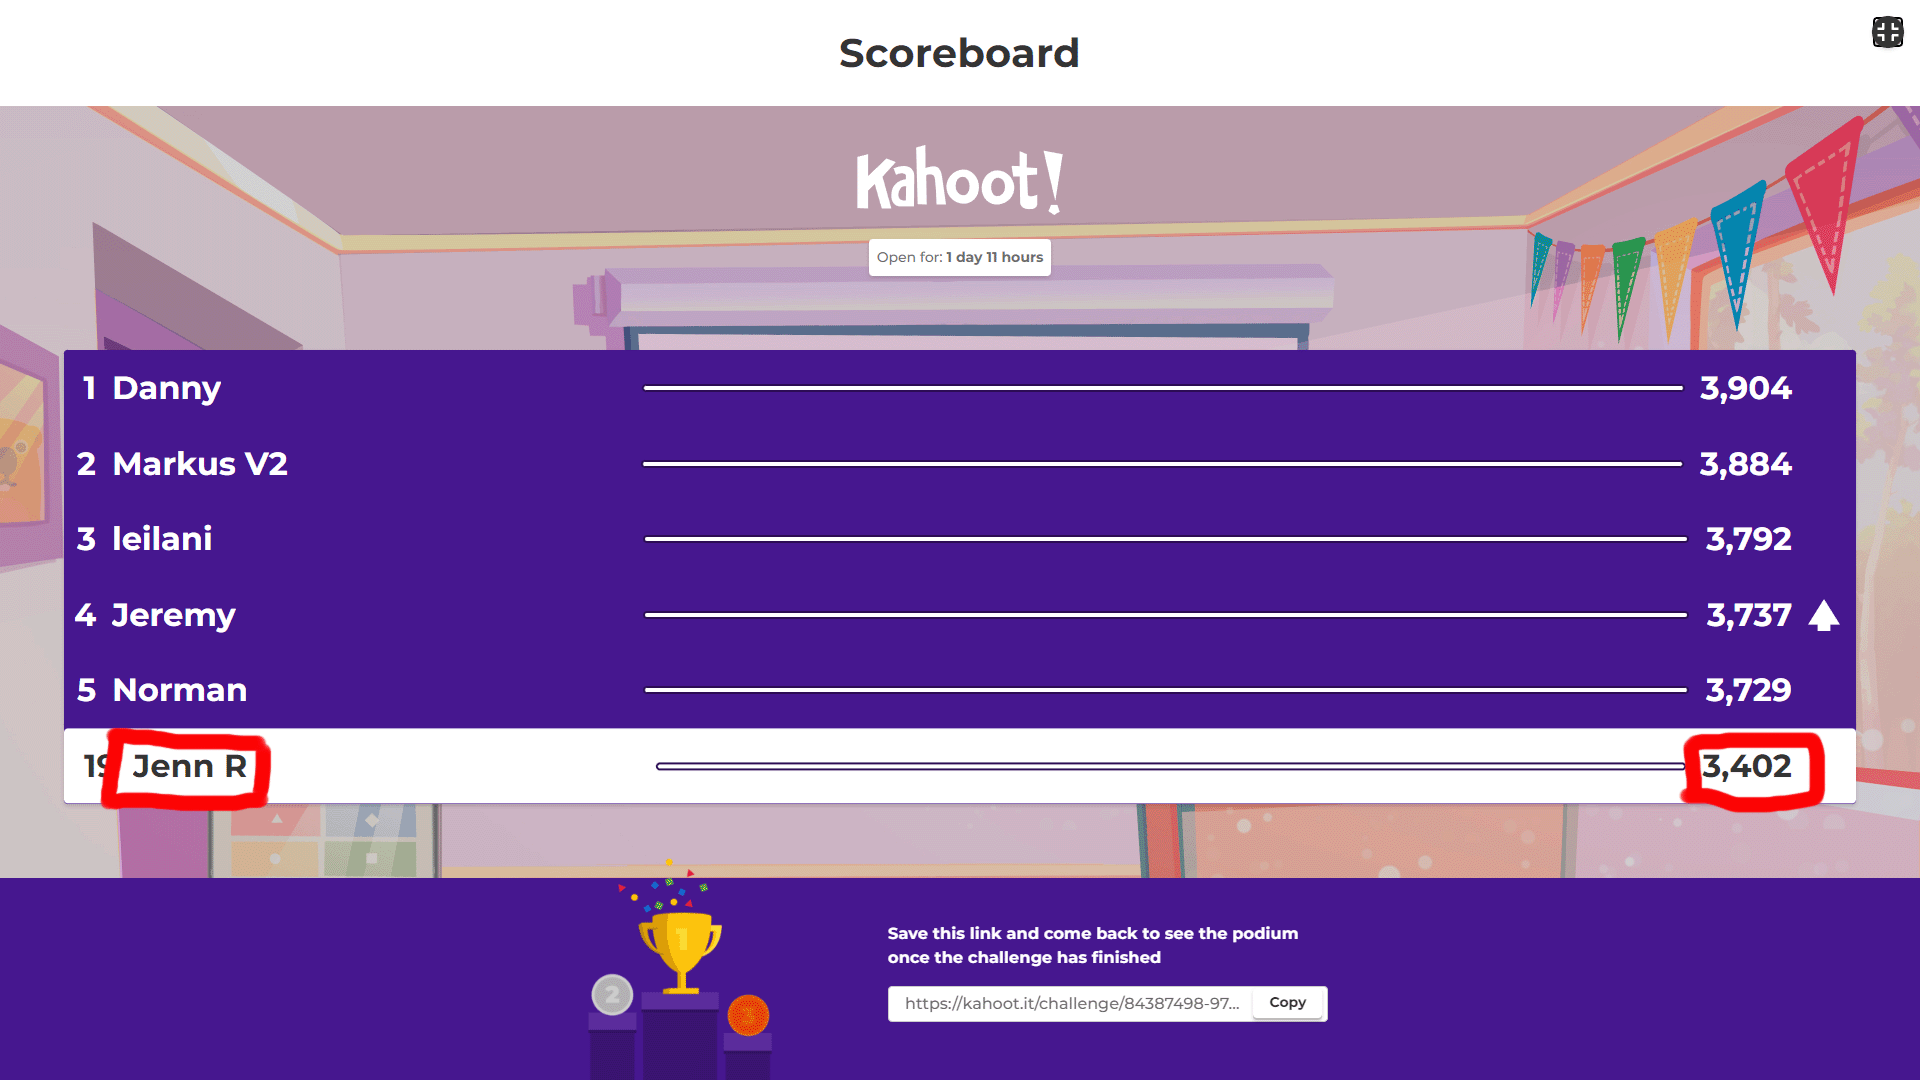 Scoreboard
Kahoot!
Open for: 1 day 11 hours
1 Danny 3,904
2 Markus V2 3,884
3 leilani 3,792
4 Jeremy 3,737
5 Norman 3,729
19 Jenn R 3,402
1
2
3
Save this link and come back to see the podium
once the challenge has finished
https://kahoot.it/challenge/84387498-97... Copy